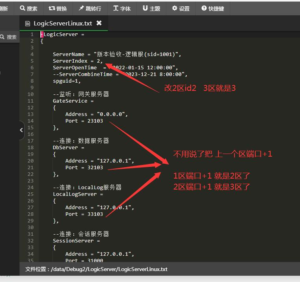 搜索 替换 跳转行 字体 主题 设置 快捷键
LogicServerLinux.txt
LogicServer =
{
ServerName = "版本验收-逻辑服(sid=1001)",
ServerIndex = 2,
ServerOpenTime = "2022-01-15 12:00:00",
--ServerCombineTime = "2023-12-21 8:00:00",
spguid=1,
改2区id2 3区就是3
--监听：网关服务器
GateService =
{
Address = "0.0.0.0",
Port = 23103
},
--连接：数据服务器
DbServer =
{
Address = "127.0.0.1",
Port = 32103
},
不用说了吧 上一个区端口+1
1区端口+1 就是2区了
2区端口+1 就是3区了
--连接：LocalLog服务器
LocalLogServer =
{
Address = "127.0.0.1",
Port = 33103
},
--连接：会话服务器
SessionServer =
{
Address = "127.0.0.1",
文件位置：/data/Debug2/LogicServer/LogicServerLinux.txt